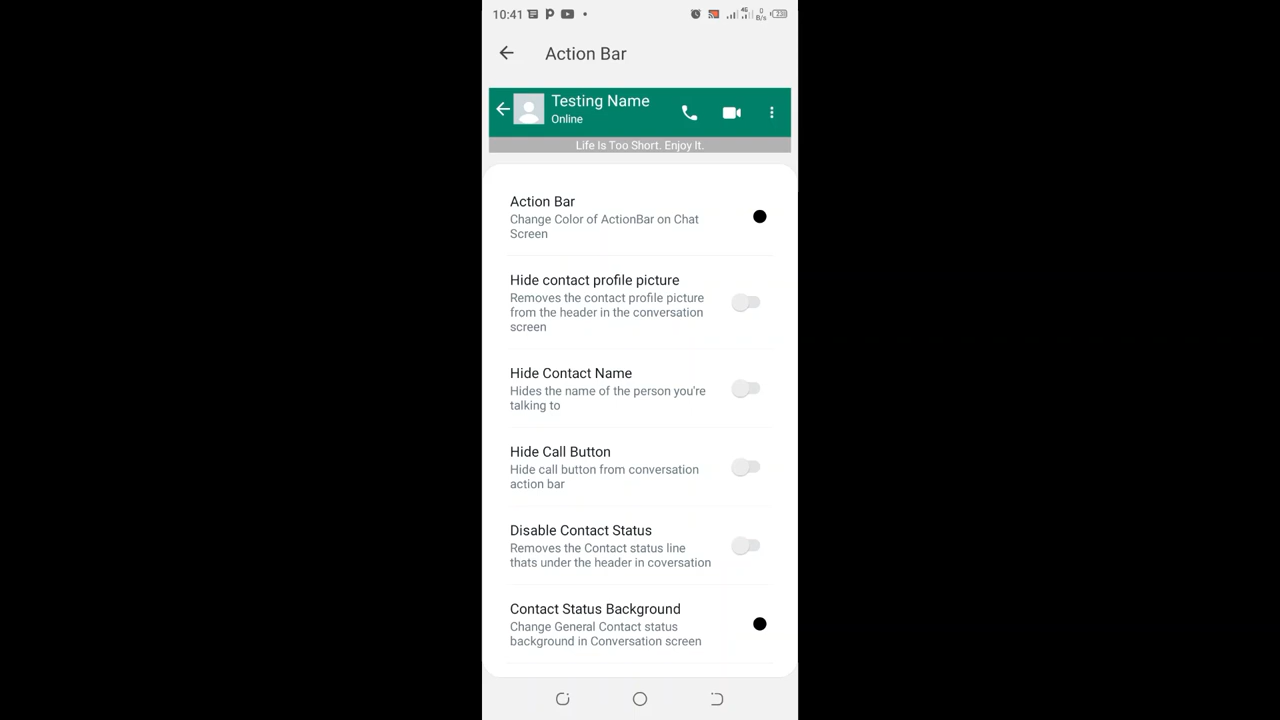 10:41
Action Bar
Testing Name
Online
Life Is Too Short. Enjoy It.
Action Bar
Change Color of ActionBar on Chat
Screen
Hide contact profile picture
Removes the contact profile picture
from the header in the conversation
screen
Hide Contact Name
Hides the name of the person you're
talking to
Hide Call Button
Hide call button from conversation
action bar
Disable Contact Status
Removes the Contact status line
thats under the header in coversation
Contact Status Background
Change General Contact status
background in Conversation screen